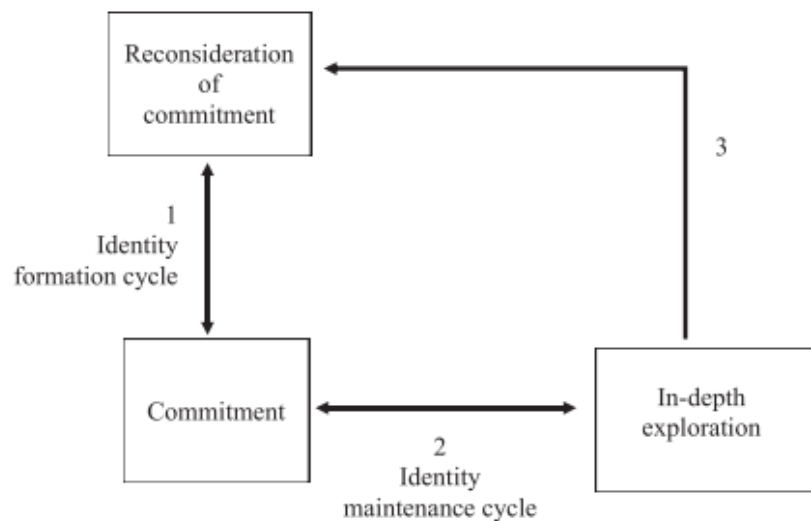 Reconsideration
of
commitment
3
1
Identity
formation cycle
Commitment
In-depth
exploration
2
Identity
maintenance cycle